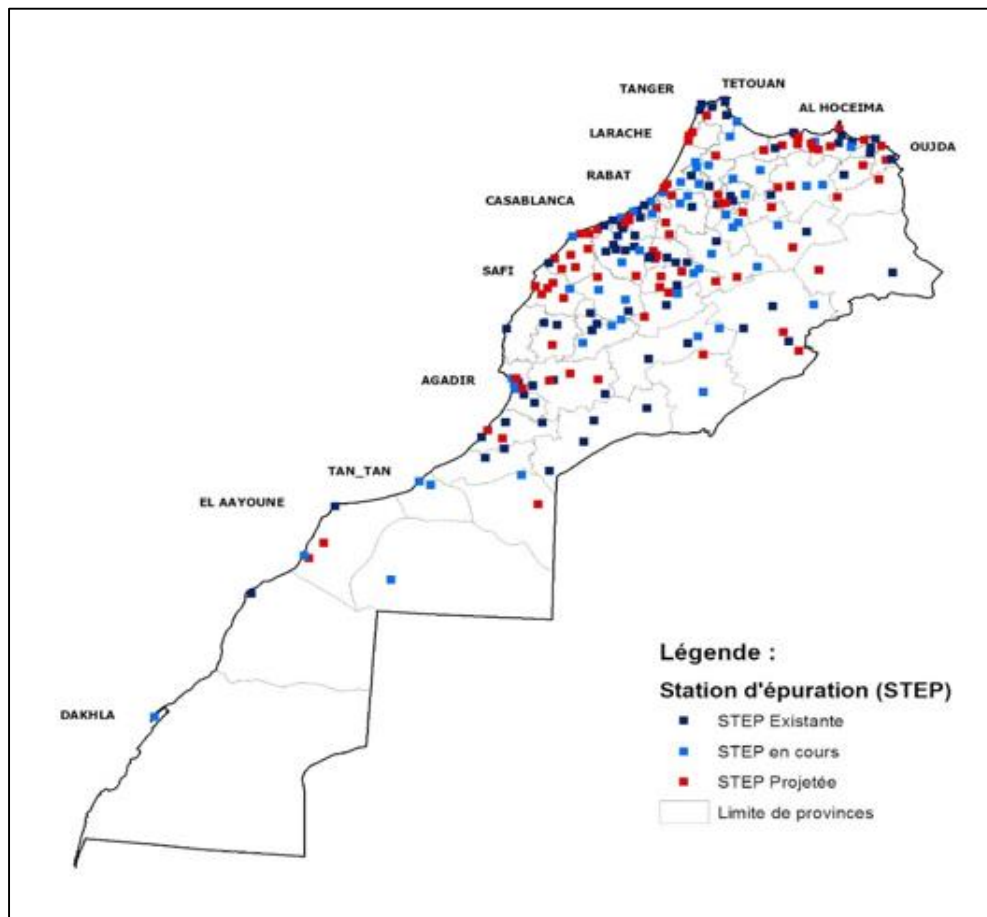 TETOUAN
TANGER
AL HOCEIMA
LARACHE
OUJDA
RABAT
CASABLANCA
SAFI
AGADIR
TAN_TAN
EL AAYOUNE
DAKHLA
Légende :
Station d'épuration (STEP)
STEP Existante
STEP en cours
STEP Projetée
Limite de provinces